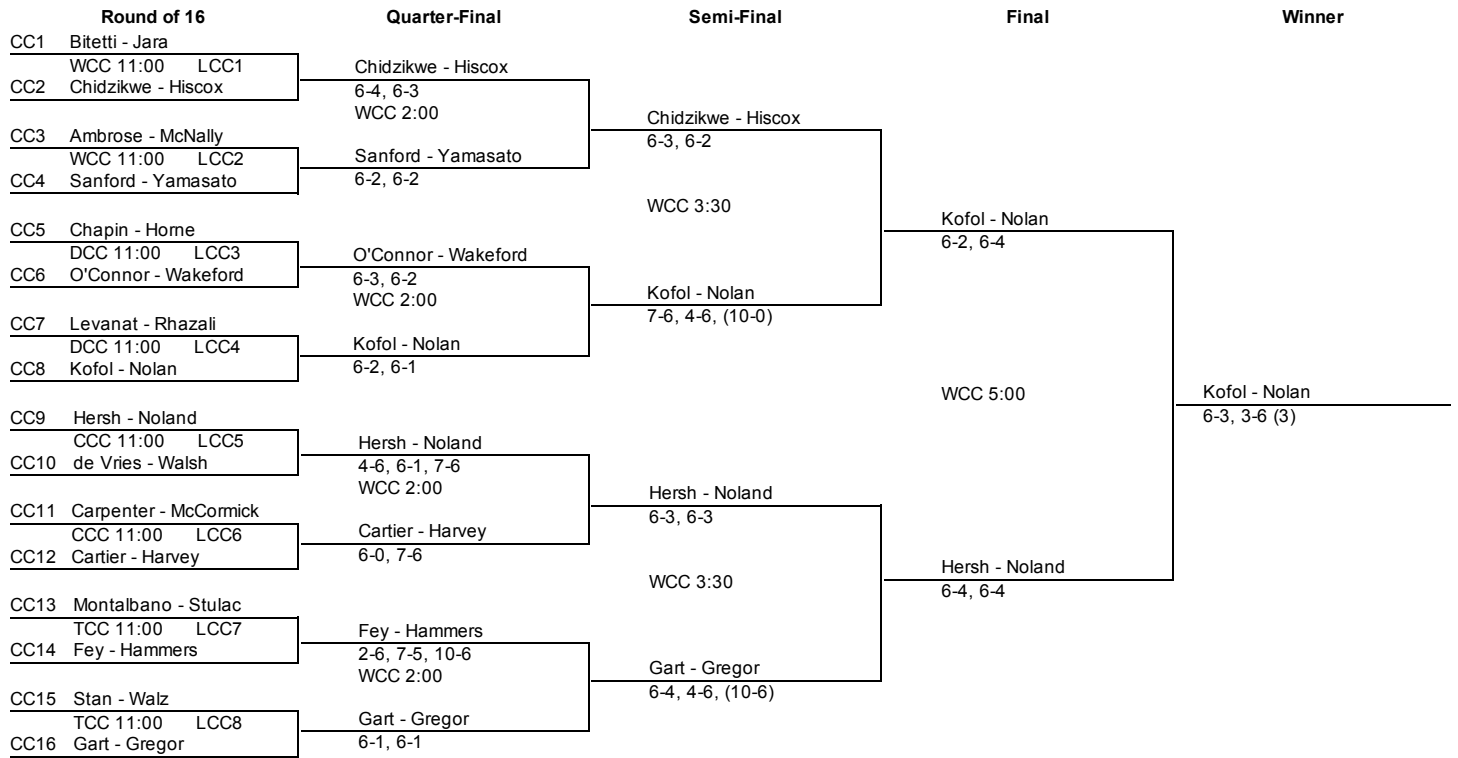 Round of 16 Quarter-Final Semi-Final Final Winner
CC1 Bitetti - Jara
WCC 11:00 LCC1
CC2 Chidzikwe - Hiscox
CC3 Ambrose - McNally
WCC 11:00 LCC2
CC4 Sanford - Yamasato
CC5 Chapin - Horne
DCC 11:00 LCC3
CC6 O'Connor - Wakeford
CC7 Levanat - Rhazali
DCC 11:00 LCC4
CC8 Kofol - Nolan
CC9 Hersh - Noland
CCC 11:00 LCC5
CC10 de Vries - Walsh
CC11 Carpenter - McCormick
CCC 11:00 LCC6
CC12 Cartier - Harvey
CC13 Montalbano - Stulac
TCC 11:00 LCC7
CC14 Fey - Hammers
CC15 Stan - Walz
TCC 11:00 LCC8
CC16 Gart - Gregor
Chidzikwe - Hiscox
6-4, 6-3
WCC 2:00
Sanford - Yamasato
6-2, 6-2
O'Connor - Wakeford
6-3, 6-2
WCC 2:00
Kofol - Nolan
6-2, 6-1
Hersh - Noland
4-6, 6-1, 7-6
WCC 2:00
Cartier - Harvey
6-0, 7-6
Fey - Hammers
2-6, 7-5, 10-6
WCC 2:00
Gart - Gregor
6-1, 6-1
Chidzikwe - Hiscox
6-3, 6-2
WCC 3:30
Kofol - Nolan
7-6, 4-6, (10-0)
Hersh - Noland
6-3, 6-3
WCC 3:30
Gart - Gregor
6-4, 4-6, (10-6)
Kofol - Nolan
6-2, 6-4
WCC 5:00
Hersh - Noland
6-4, 6-4
Kofol - Nolan
6-3, 3-6 (3)